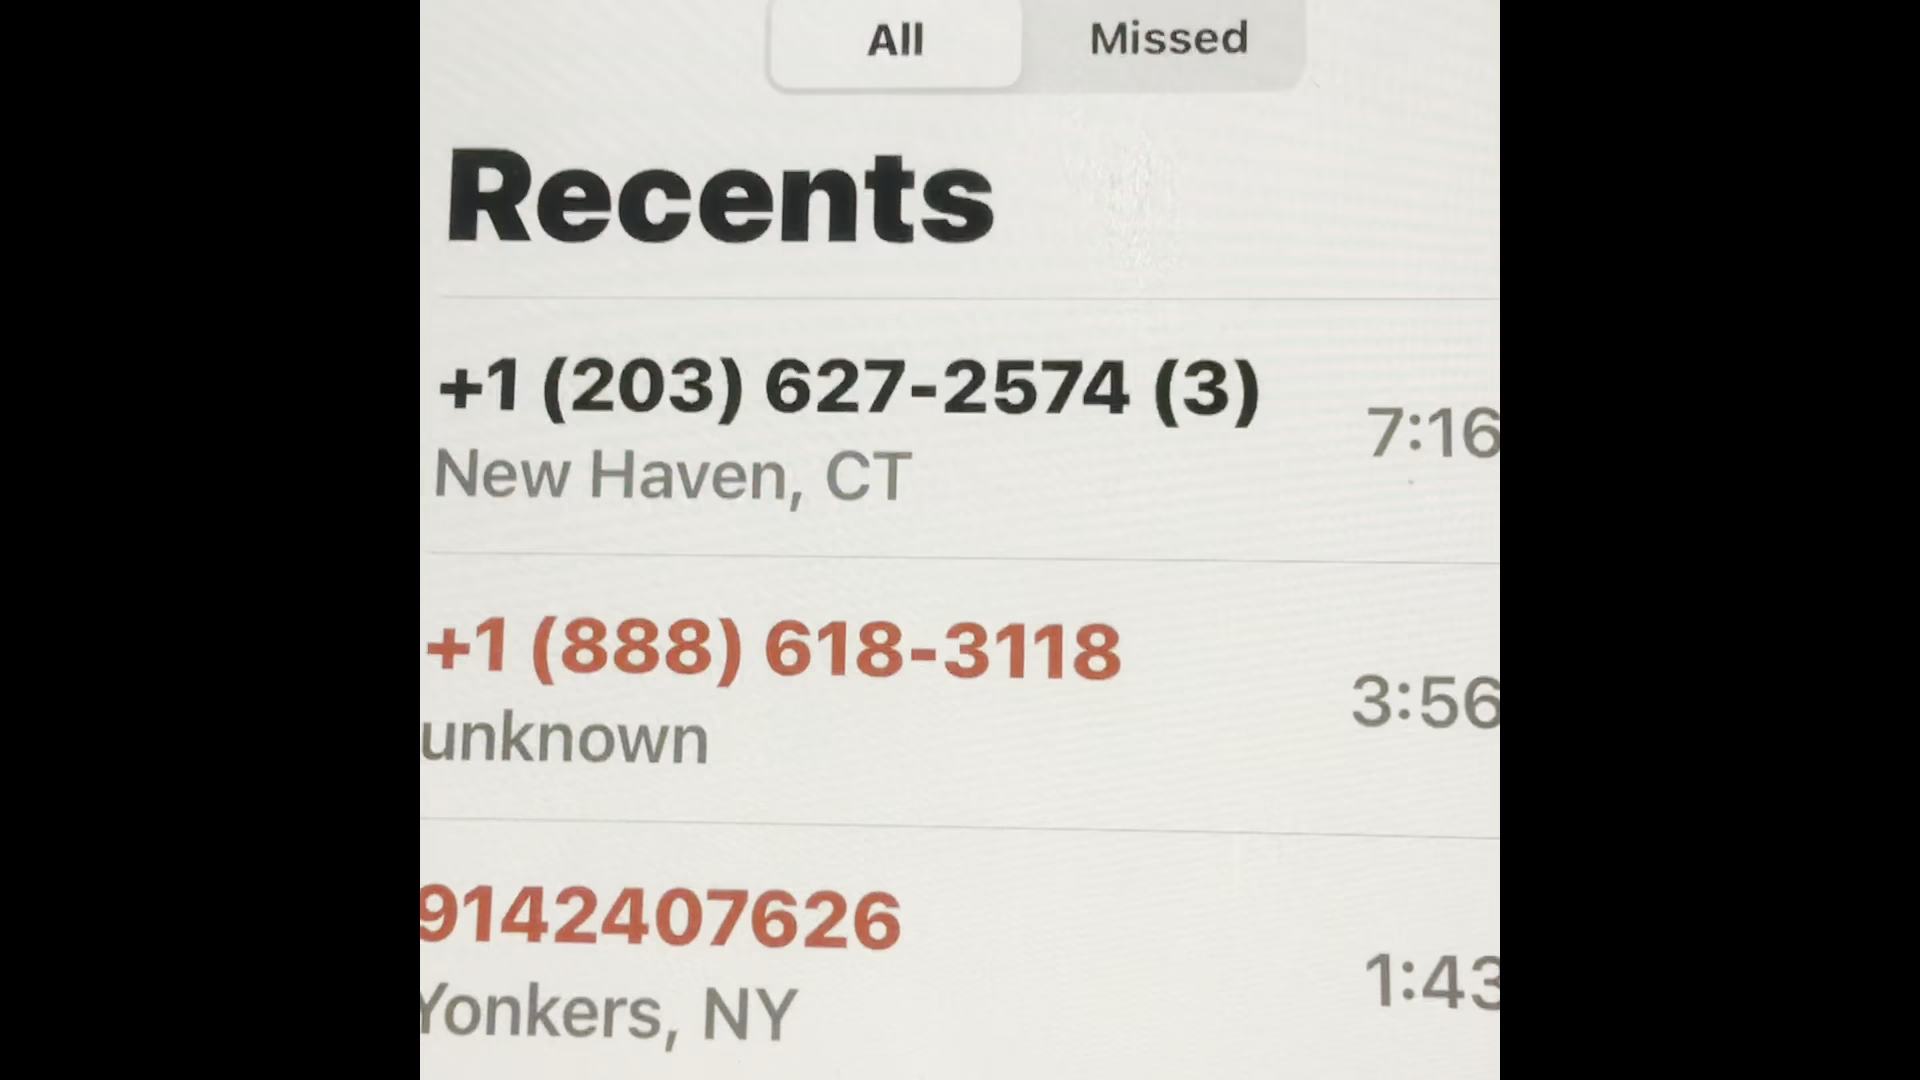 All Missed
Recents
+1 (203) 627-2574 (3)
7:16
New Haven, CT
+1 (888) 618-3118
3:56
unknown
9142407626
1:43
Yonkers, NY